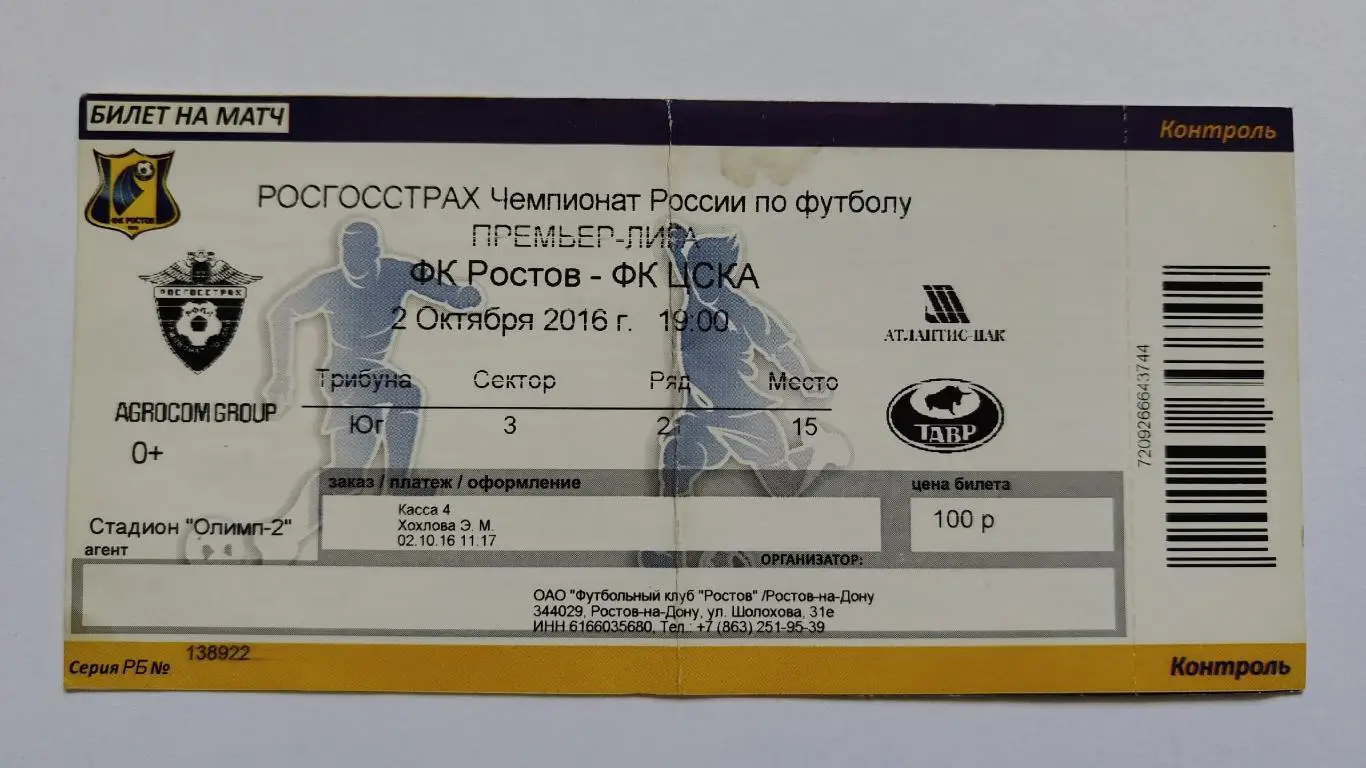 БИЛЕТ НА МАТЧ
Контроль
ФК РОСТОВ
РОСГОССТРАХ Чемпионат России по футболу
ПРЕМЬЕР-ЛИГА
ФК Ростов - ФК ЦСКА
2 Октября 2016 г. 19:00
РОСГОССТРАХ
АТЛАНТИС-ПАК
Трибуна Сектор Ряд Место
Юг 3 15
AGROCOM GROUP
ТАВР
0+
7209266643744
заказ / платеж / оформление
цена билета
Касса 4
Хохлова Э. М.
02.10.16 11.17
100 р
Стадион "Олимп-2"
агент
ОРГАНИЗАТОР:
ОАО "Футбольный клуб "Ростов" /Ростов-на-Дону
344029, Ростов-на-Дону, ул. Шолохова, 31е
ИНН 6166035680, Тел.: +7 (863) 251-95-39
Серия РБ № 138922
Контроль